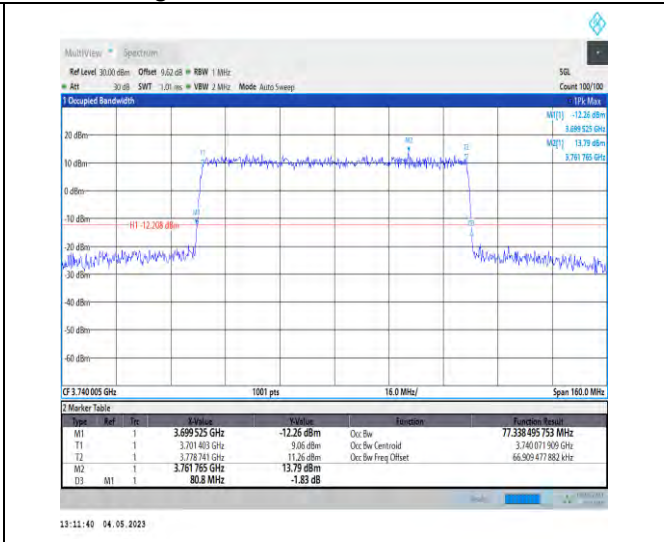 MultiView Spectrum
Ref Level 30.00 dBm Offset 9.62 dB RBW 1 MHz SGL
Att 30 dB SWT 1.01 ms VBW 2 MHz Mode Auto Sweep Count 100/100
1 Occupied Bandwidth 1Pk Max
M1[1] -12.26 dBm
3.699 525 GHz
M2[1] 13.79 dBm
3.761 765 GHz
20 dBm
M2
T1
T2
10 dBm
0 dBm
-10 dBm
M1
H1 -12.208 dBm
D3
-20 dBm
-30 dBm
-40 dBm
-50 dBm
-60 dBm
CF 3.740 005 GHz 1001 pts 16.0 MHz/ Span 160.0 MHz
2 Marker Table
Type Ref Trc X-Value Y-Value Function Function Result
M1 1 3.699 525 GHz -12.26 dBm Occ Bw 77.338 495 753 MHz
T1 1 3.701 403 GHz 9.06 dBm Occ Bw Centroid 3.740 071 909 GHz
T2 1 3.778 741 GHz 11.26 dBm Occ Bw Freq Offset 66.909 477 882 kHz
M2 1 3.761 765 GHz 13.79 dBm
D3 M1 1 80.8 MHz -1.83 dB
13:11:40 04.05.2023